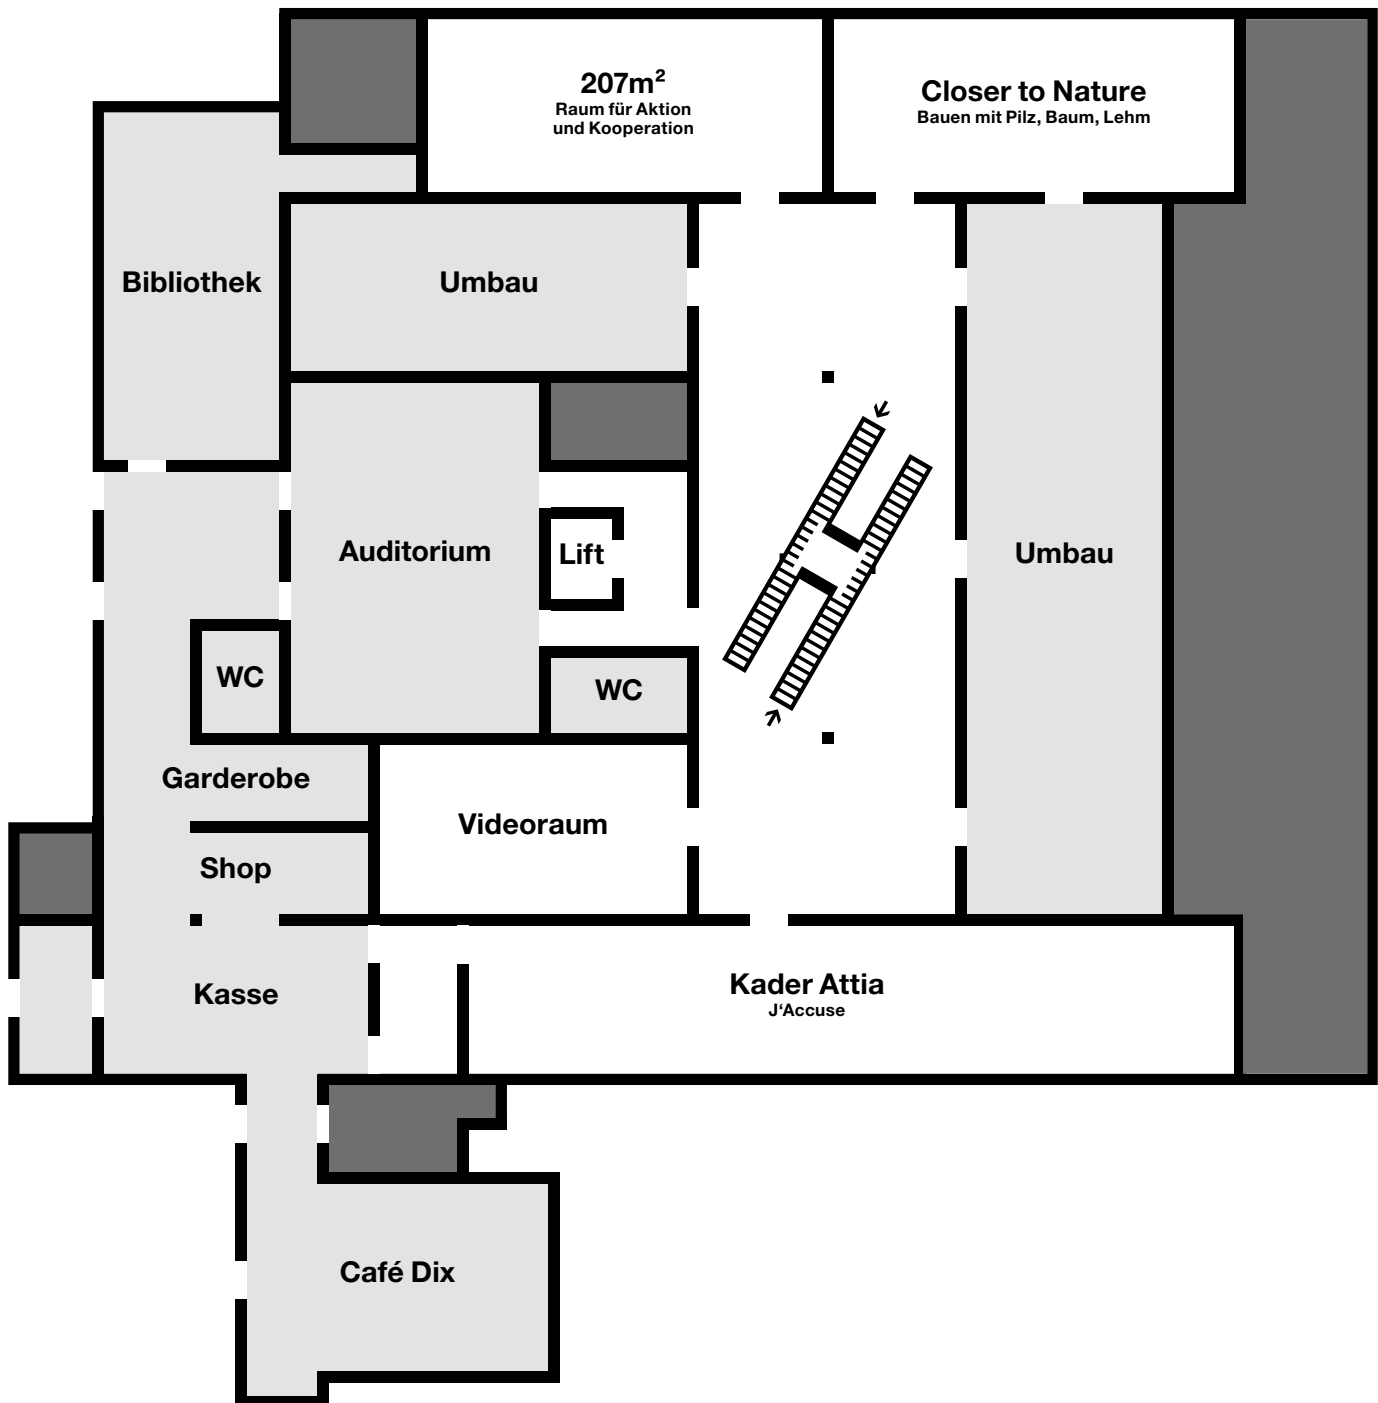 207m²
Raum für Aktion
und Kooperation
Closer to Nature
Bauen mit Pilz, Baum, Lehm
Bibliothek
Umbau
Auditorium
Lift
Umbau
WC
WC
Garderobe
Videoraum
Shop
Kasse
Kader Attia
J‘Accuse
Café Dix